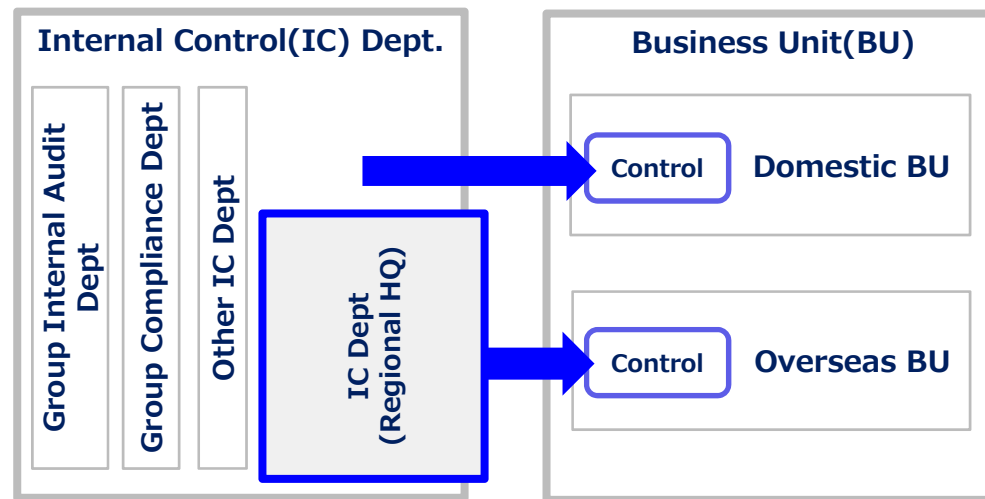 Internal Control(IC) Dept.
Group Internal Audit
Dept
Group Compliance Dept
Other IC Dept
IC Dept
(Regional HQ)
Business Unit(BU)
Control
Domestic BU
Control
Overseas BU